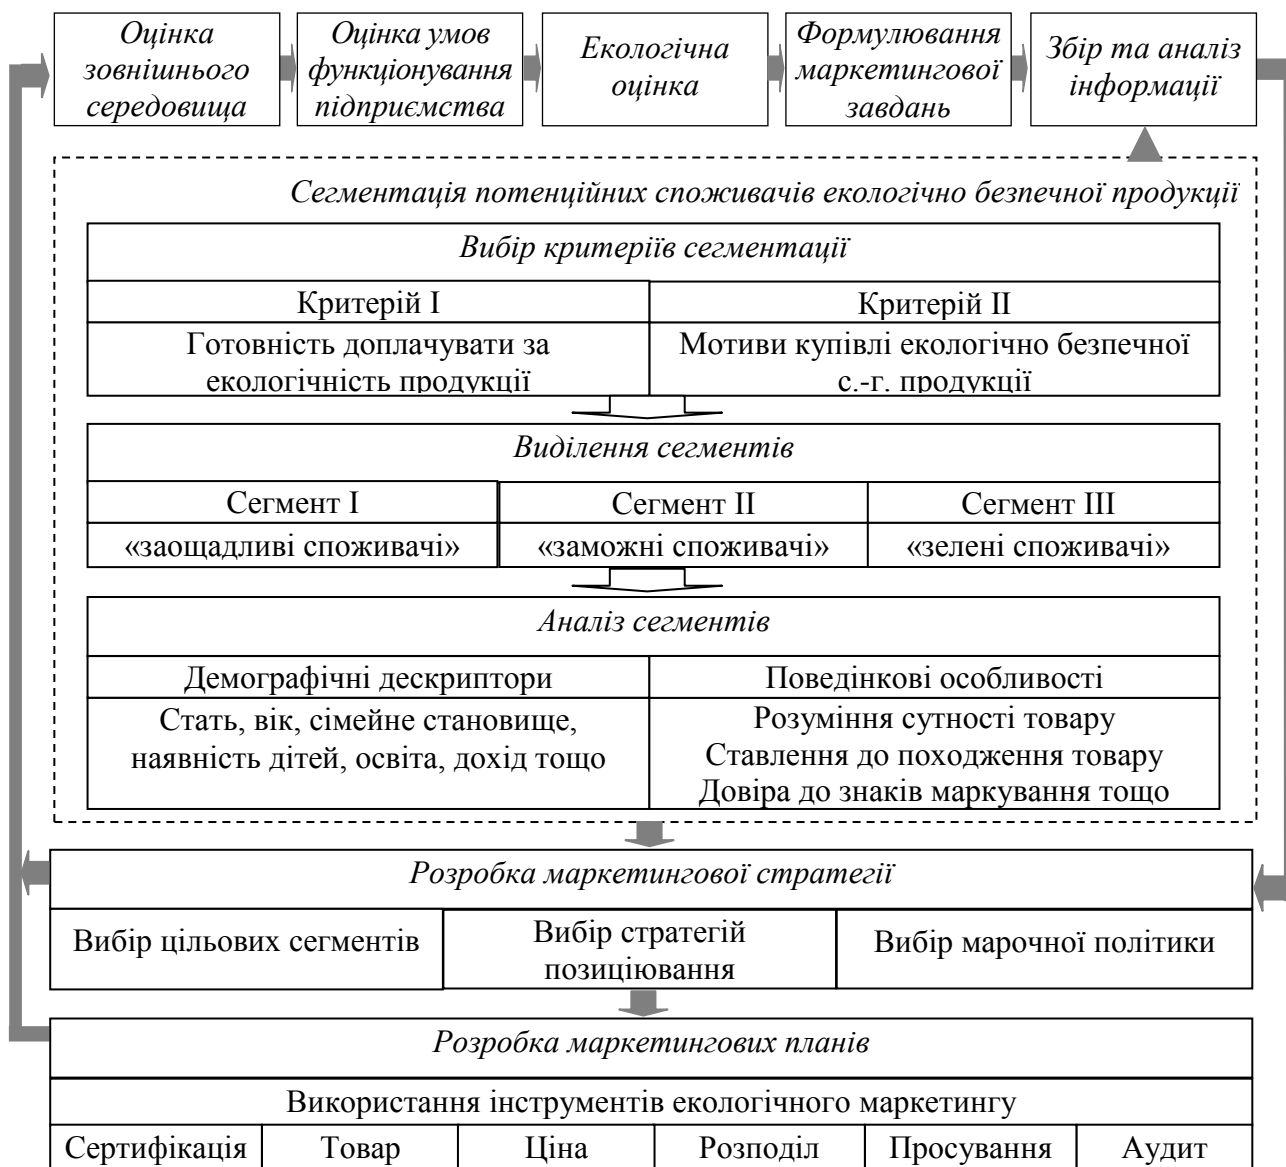 Оцінка
зовнішнього
середовища
Оцінка умов
функціонування
підприємства
Екологічна
оцінка
Формулювання
маркетингової
завдань
Збір та аналіз
інформації
Сегментація потенційних споживачів екологічно безпечної продукції
Вибір критеріїв сегментації
Критерій I
Критерій II
Готовність доплачувати за
екологічність продукції
Мотиви купівлі екологічно безпечної
с.-г. продукції
Виділення сегментів
Сегмент I
Сегмент II
Сегмент III
«заощадливі споживачі»
«заможні споживачі»
«зелені споживачі»
Аналіз сегментів
Демографічні дескриптори
Поведінкові особливості
Стать, вік, сімейне становище,
наявність дітей, освіта, дохід тощо
Розуміння сутності товару
Ставлення до походження товару
Довіра до знаків маркування тощо
Розробка маркетингової стратегії
Вибір цільових сегментів
Вибір стратегій
позиціювання
Вибір марочної політики
Розробка маркетингових планів
Використання інструментів екологічного маркетингу
Сертифікація
Товар
Ціна
Розподіл
Просування
Аудит